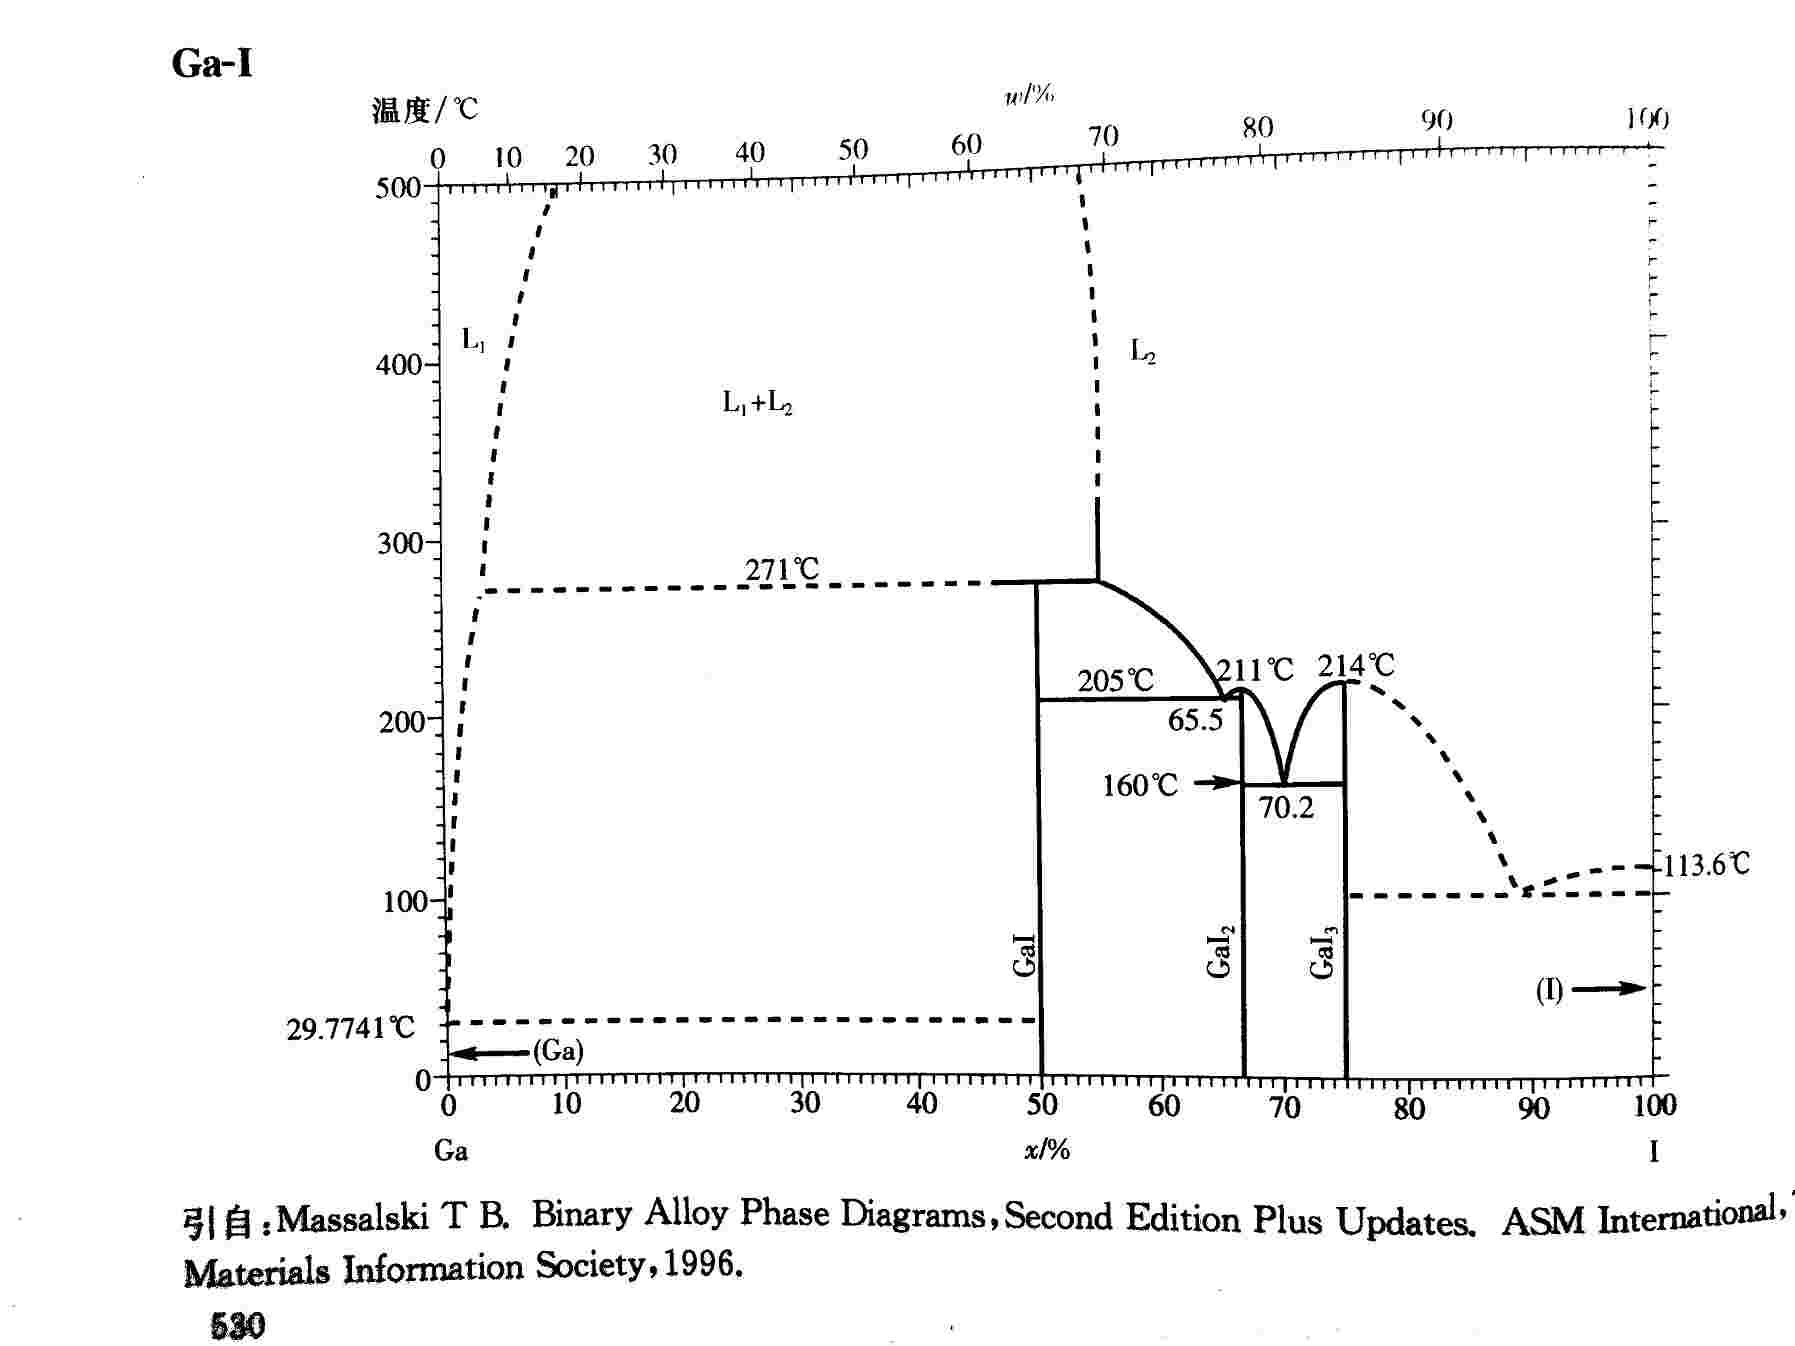 Ga-I
温度/℃
w/%
0 10 20 30 40 50 60 70 80 90 100
500
L₁
L₂
400
L₁+L₂
300
271℃
205℃ 211℃ 214℃
200
65.5
160℃
70.2
113.6℃
100
GaI GaI₂ GaI₃
(I)
29.7741℃
(Ga)
0
0 10 20 30 40 50 60 70 80 90 100
Ga x/% I
引自:Massalski T B. Binary Alloy Phase Diagrams,Second Edition Plus Updates. ASM International,
Materials Information Society,1996.
530